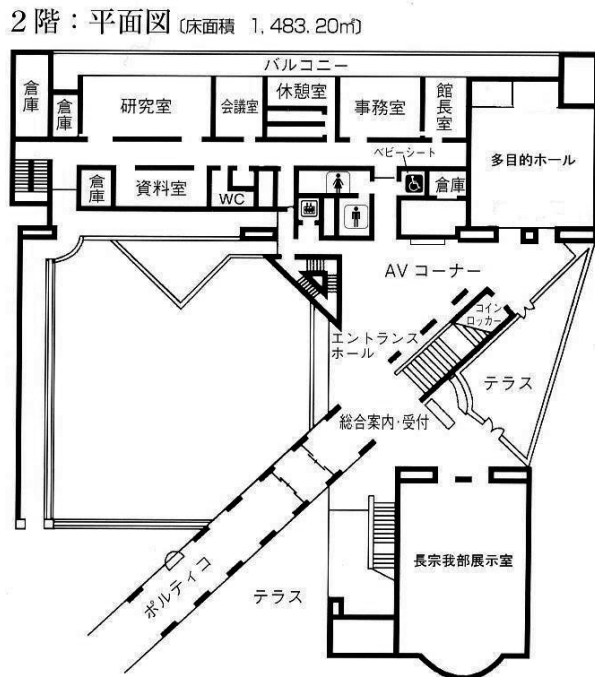 2階：平面図〔床面積 1,483.20㎡〕
バルコニー
倉庫
倉庫
研究室
会議室
休憩室
事務室
館長室
多目的ホール
ベビーシート
倉庫
倉庫
資料室
WC
AVコーナー
コインロッカー
エントランスホール
テラス
総合案内・受付
長宗我部展示室
ポルティコ
テラス